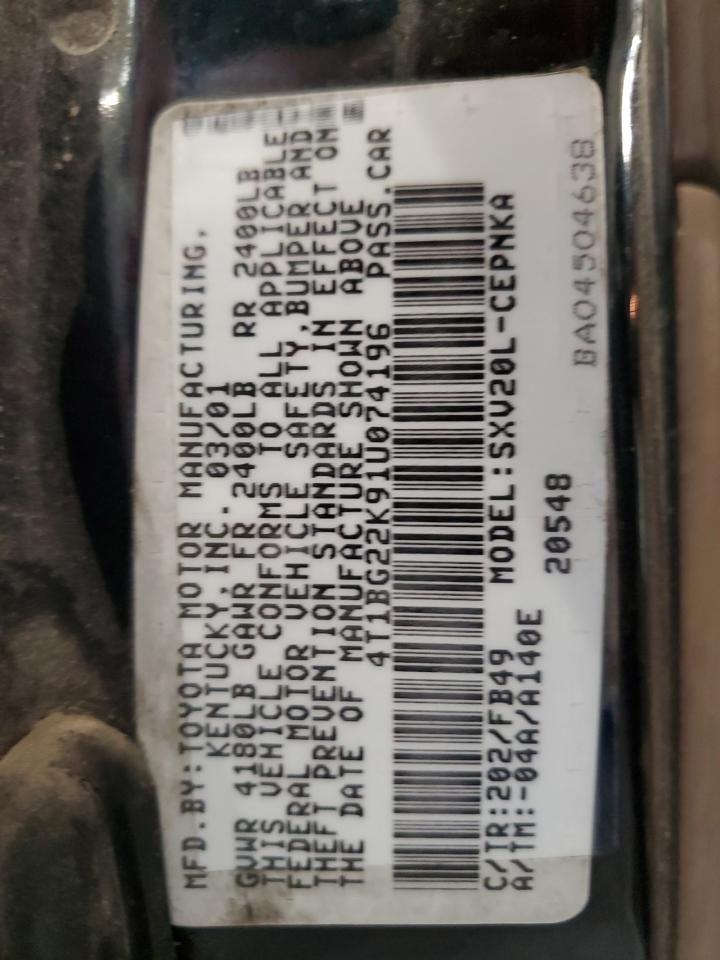 MFD.BY:TOYOTA MOTOR MANUFACTURING,
KENTUCKY,INC. 03/01
GVWR 4180LB GAWR FR 2400LB RR 2400LB
THIS VEHICLE CONFORMS TO ALL APPLICABLE
FEDERAL MOTOR VEHICLE SAFETY,BUMPER AND
THEFT PREVENTION STANDARDS IN EFFECT ON
THE DATE OF MANUFACTURE SHOWN ABOVE
4T1BG22K91U074196 PASS.CAR
C/TR:202/FB49 MODEL:SXV20L-CEPNKA
A/TM:-04A/A140E
20548
BA04504638